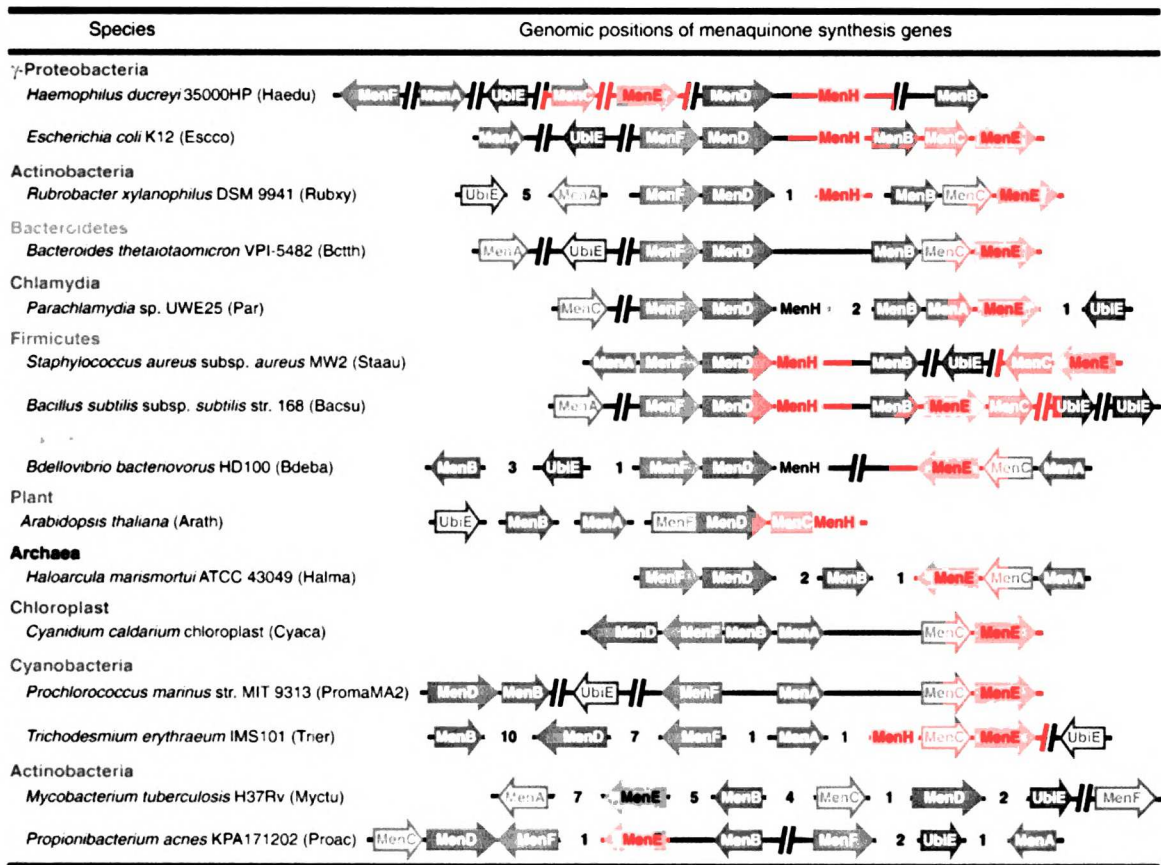 Species Genomic positions of menaquinone synthesis genes
γ-Proteobacteria
Haemophilus ducreyi 35000HP (Haedu) MenF MenA UbiE MenC MenE MenD MenH MenB
Escherichia coli K12 (Escco) MenA UbiE MenF MenD MenH MenB MenC MenE
Actinobacteria
Rubrobacter xylanophilus DSM 9941 (Rubxy) UbiE 5 MenA MenF MenD 1 MenH MenB MenC MenE
Bacteroidetes
Bacteroides thetaiotaomicron VPI-5482 (Bctth) MenA UbiE MenF MenD MenB MenC MenE
Chlamydia
Parachlamydia sp. UWE25 (Par) MenC MenF MenD MenH 2 MenB MenA MenE 1 UbiE
Firmicutes
Staphylococcus aureus subsp. aureus MW2 (Staau) MenA MenF MenD MenH MenB UbiE MenC MenE
Bacillus subtilis subsp. subtilis str. 168 (Bacsu) MenA MenF MenD MenH MenB MenE MenC UbiE UbiE
Bdellovibrio bacteriovorus HD100 (Bdeba) MenB 3 UbiE 1 MenF MenD MenH MenE MenC MenA
Plant
Arabidopsis thaliana (Arath) UbiE MenB MenA MenF MenD MenC MenH
Archaea
Haloarcula marismortui ATCC 43049 (Halma) MenF MenD 2 MenB 1 MenE MenC MenA
Chloroplast
Cyanidium caldarium chloroplast (Cyaca) MenD MenF MenB MenA MenC MenE
Cyanobacteria
Prochlorococcus marinus str. MIT 9313 (PromaMA2) MenD MenB UbiE MenF MenA MenC MenE
Trichodesmium erythraeum IMS101 (Trier) MenB 10 MenD 7 MenF 1 MenA 1 MenH MenC MenE UbiE
Actinobacteria
Mycobacterium tuberculosis H37Rv (Myctu) MenA 7 MenE 5 MenB 4 MenC 1 MenD 2 UbiE MenF
Propionibacterium acnes KPA171202 (Proac) MenC MenD MenF 1 MenE MenB MenF 2 UbiE 1 MenA